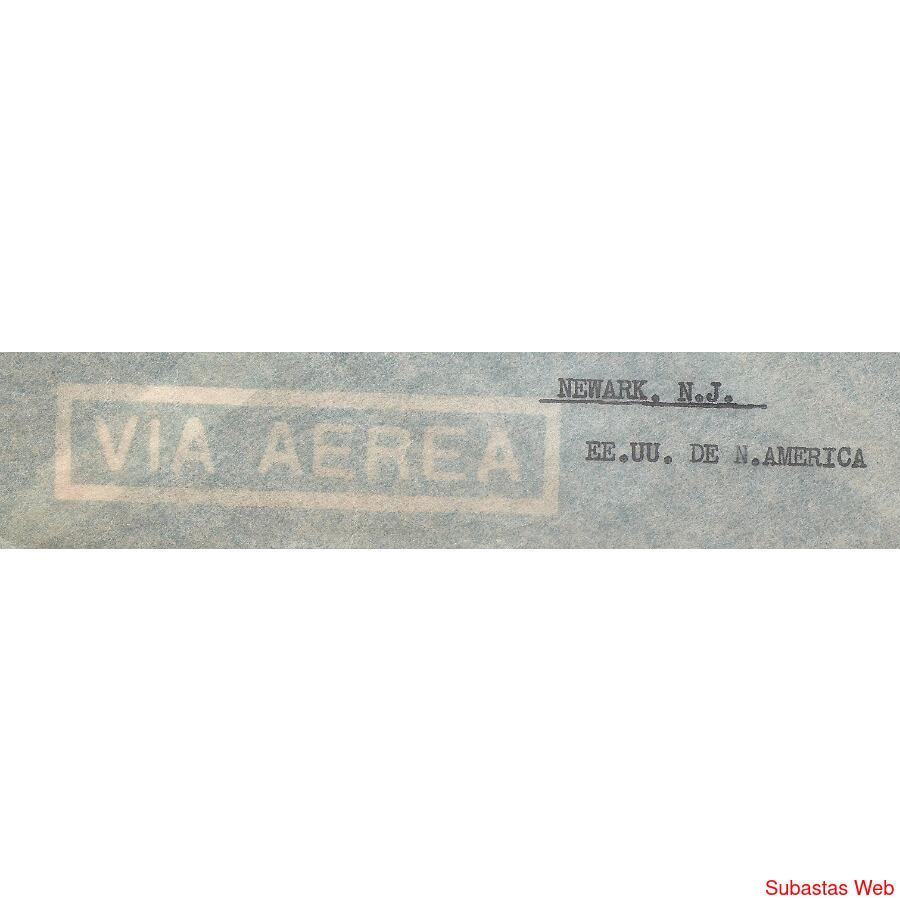 NEWARK, N.J.
VIA AEREA
EE.UU. DE N.AMERICA
Subastas Web